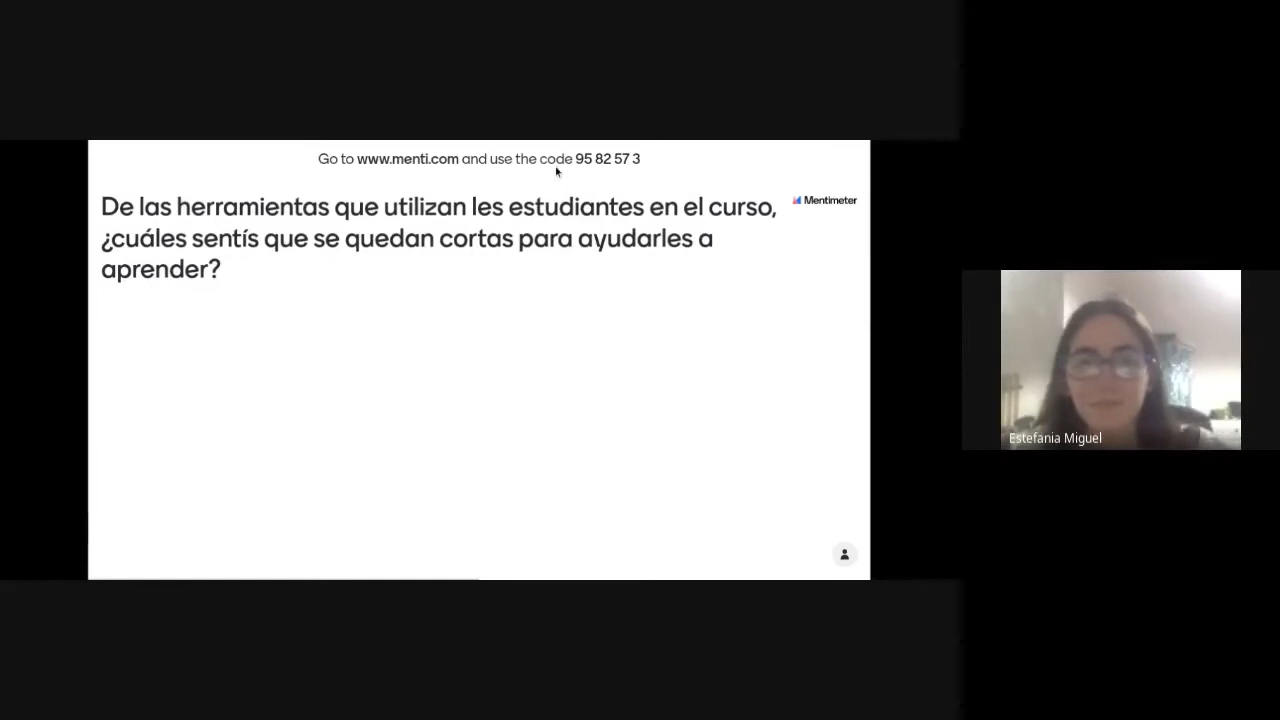 Go to www.menti.com and use the code 95 82 57 3
De las herramientas que utilizan les estudiantes en el curso,
¿cuáles sentís que se quedan cortas para ayudarles a
aprender?
Mentimeter
Estefania Miguel